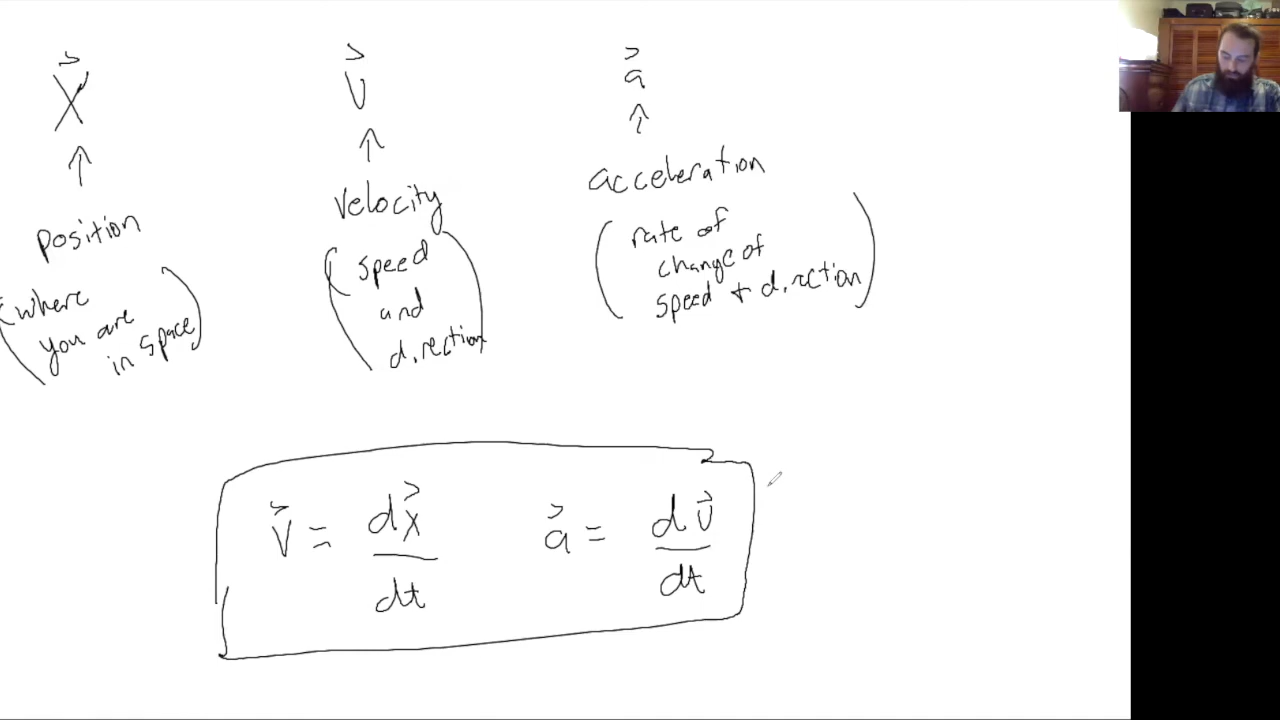 x⃗
v⃗
a⃗
↑
↑
↑
position
velocity
acceleration
(where
you are
in space)
(speed
and
direction)
(rate of
change of
speed + direction)
v⃗ = dx⃗/dt
a⃗ = dv⃗/dt